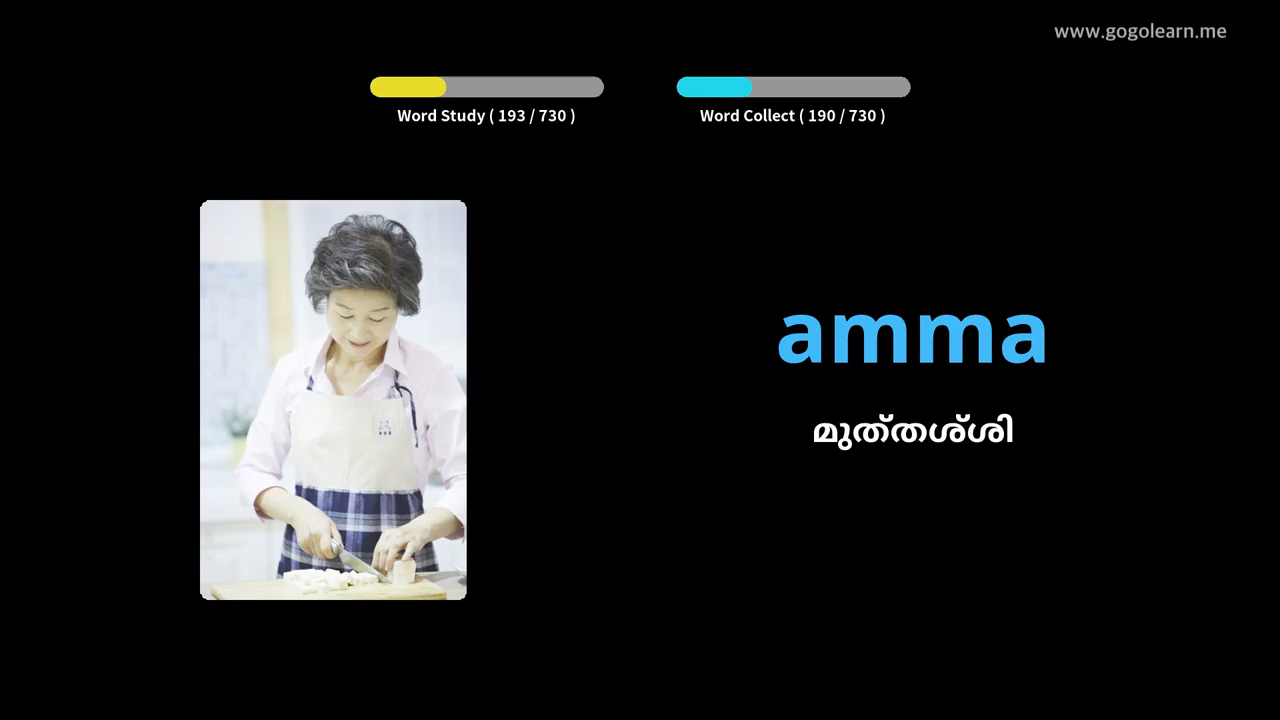 www.gogolearn.me
Word Study ( 193 / 730 )
Word Collect ( 190 / 730 )
amma
മുത്തശ്ശി